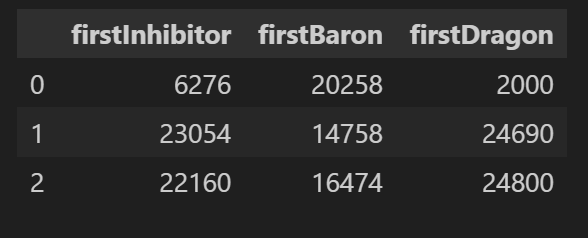 firstInhibitor firstBaron firstDragon
0 6276 20258 2000
1 23054 14758 24690
2 22160 16474 24800